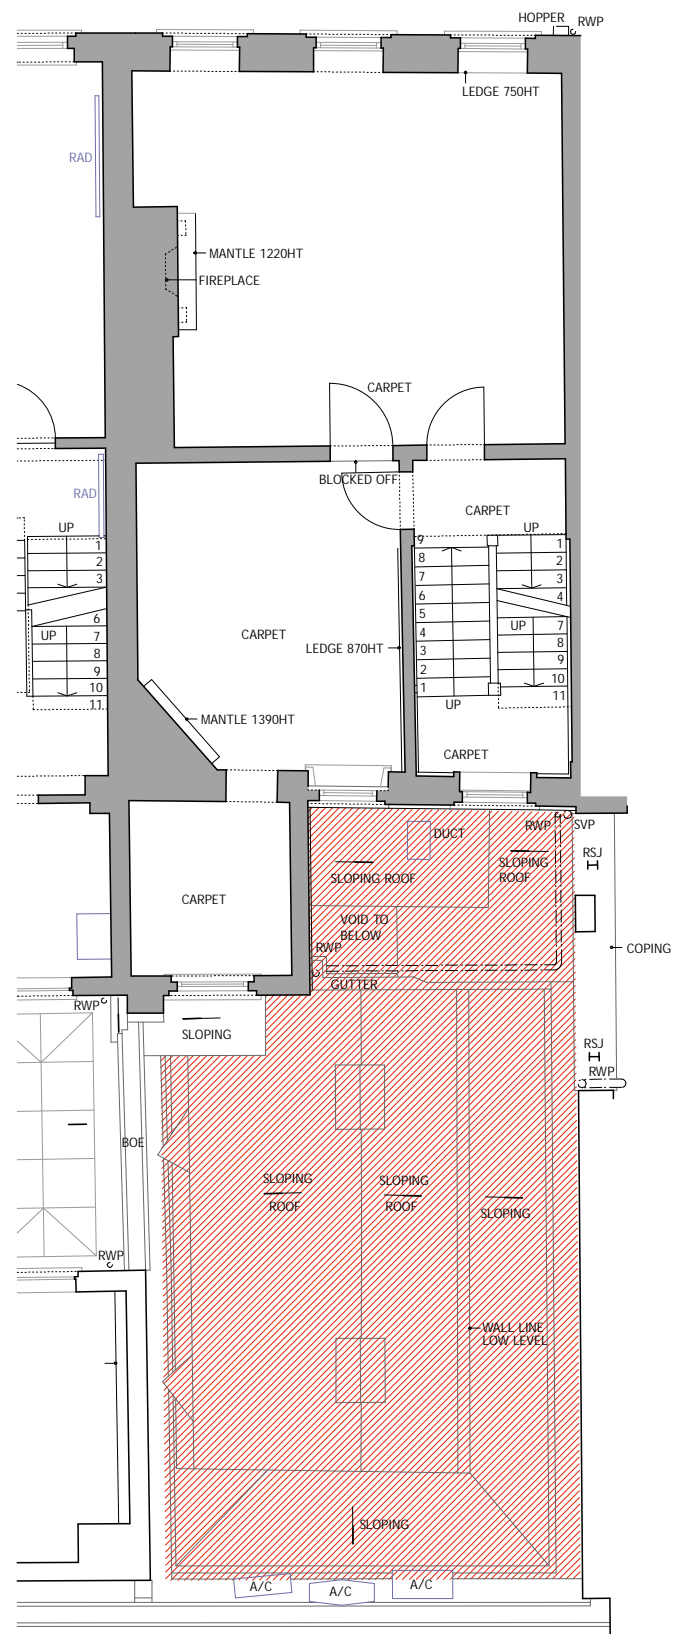 HOPPER
RWP
LEDGE 750HT
RAD
MANTLE 1220HT
FIREPLACE
CARPET
BLOCKED OFF
RAD
CARPET
UP
1
2
3
6
UP
7
8
9
10
11
9
8
7
6
5
4
3
2
1
UP
UP
1
2
3
4
UP
7
8
9
10
11
CARPET
LEDGE 870HT
MANTLE 1390HT
CARPET
RWP
SVP
DUCT
RSJ
SLOPING ROOF
SLOPING
ROOF
CARPET
VOID TO
BELOW
RWP
COPING
GUTTER
RWP
SLOPING
RSJ
RWP
BOE
SLOPING
ROOF
SLOPING
ROOF
SLOPING
RWP
WALL LINE
LOW LEVEL
SLOPING
A/C
A/C
A/C